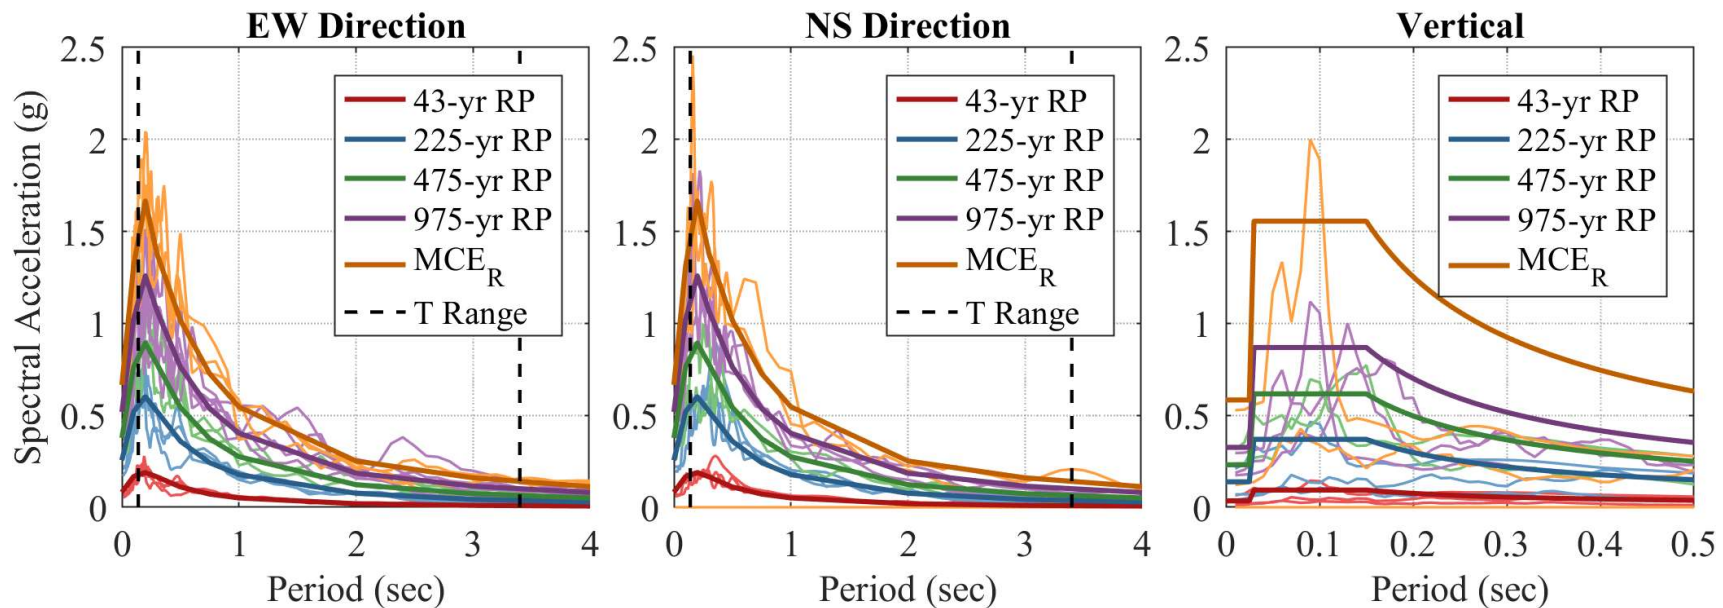 EW Direction
Spectral Acceleration (g)
2.5
2
1.5
1
0.5
0
43-yr RP
225-yr RP
475-yr RP
975-yr RP
MCE_R
T Range
0 1 2 3 4
Period (sec)
NS Direction
2.5
2
1.5
1
0.5
0
43-yr RP
225-yr RP
475-yr RP
975-yr RP
MCE_R
T Range
0 1 2 3 4
Period (sec)
Vertical
2.5
2
1.5
1
0.5
0
43-yr RP
225-yr RP
475-yr RP
975-yr RP
MCE_R
0 0.1 0.2 0.3 0.4 0.5
Period (sec)